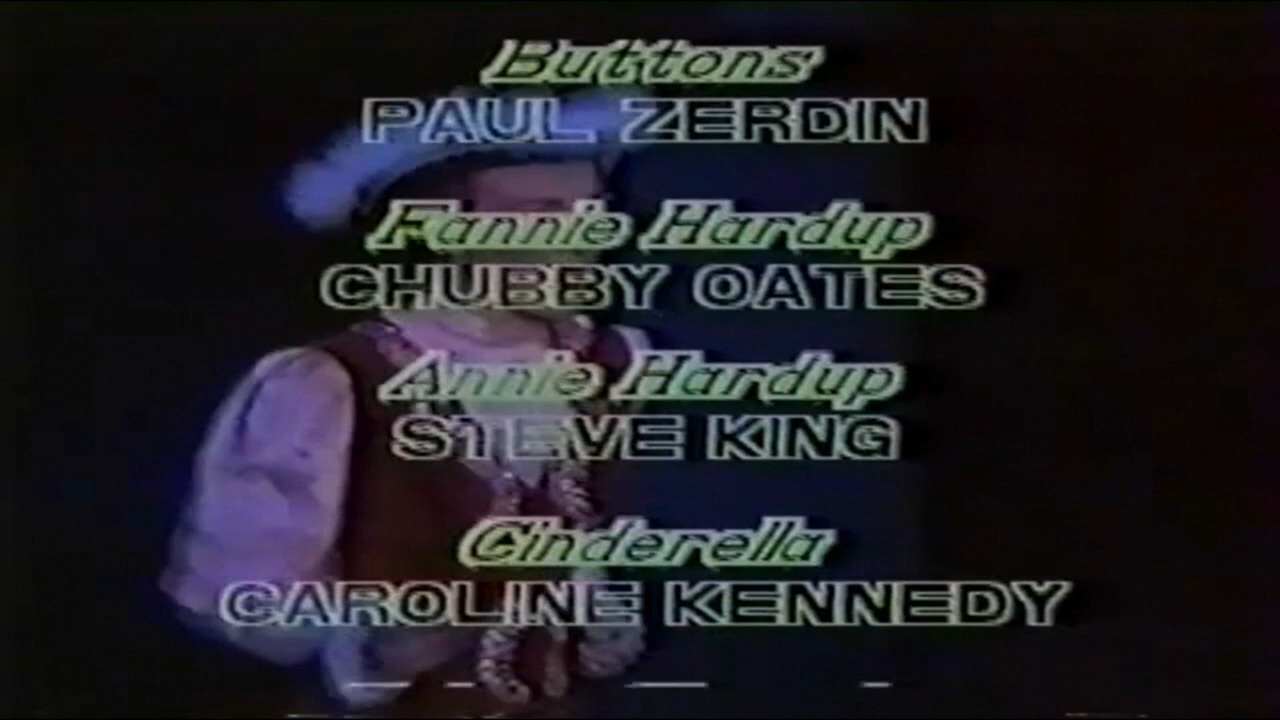 Buttons
PAUL ZERDIN
Fannie Hardup
CHUBBY OATES
Annie Hardup
STEVE KING
Cinderella
CAROLINE KENNEDY